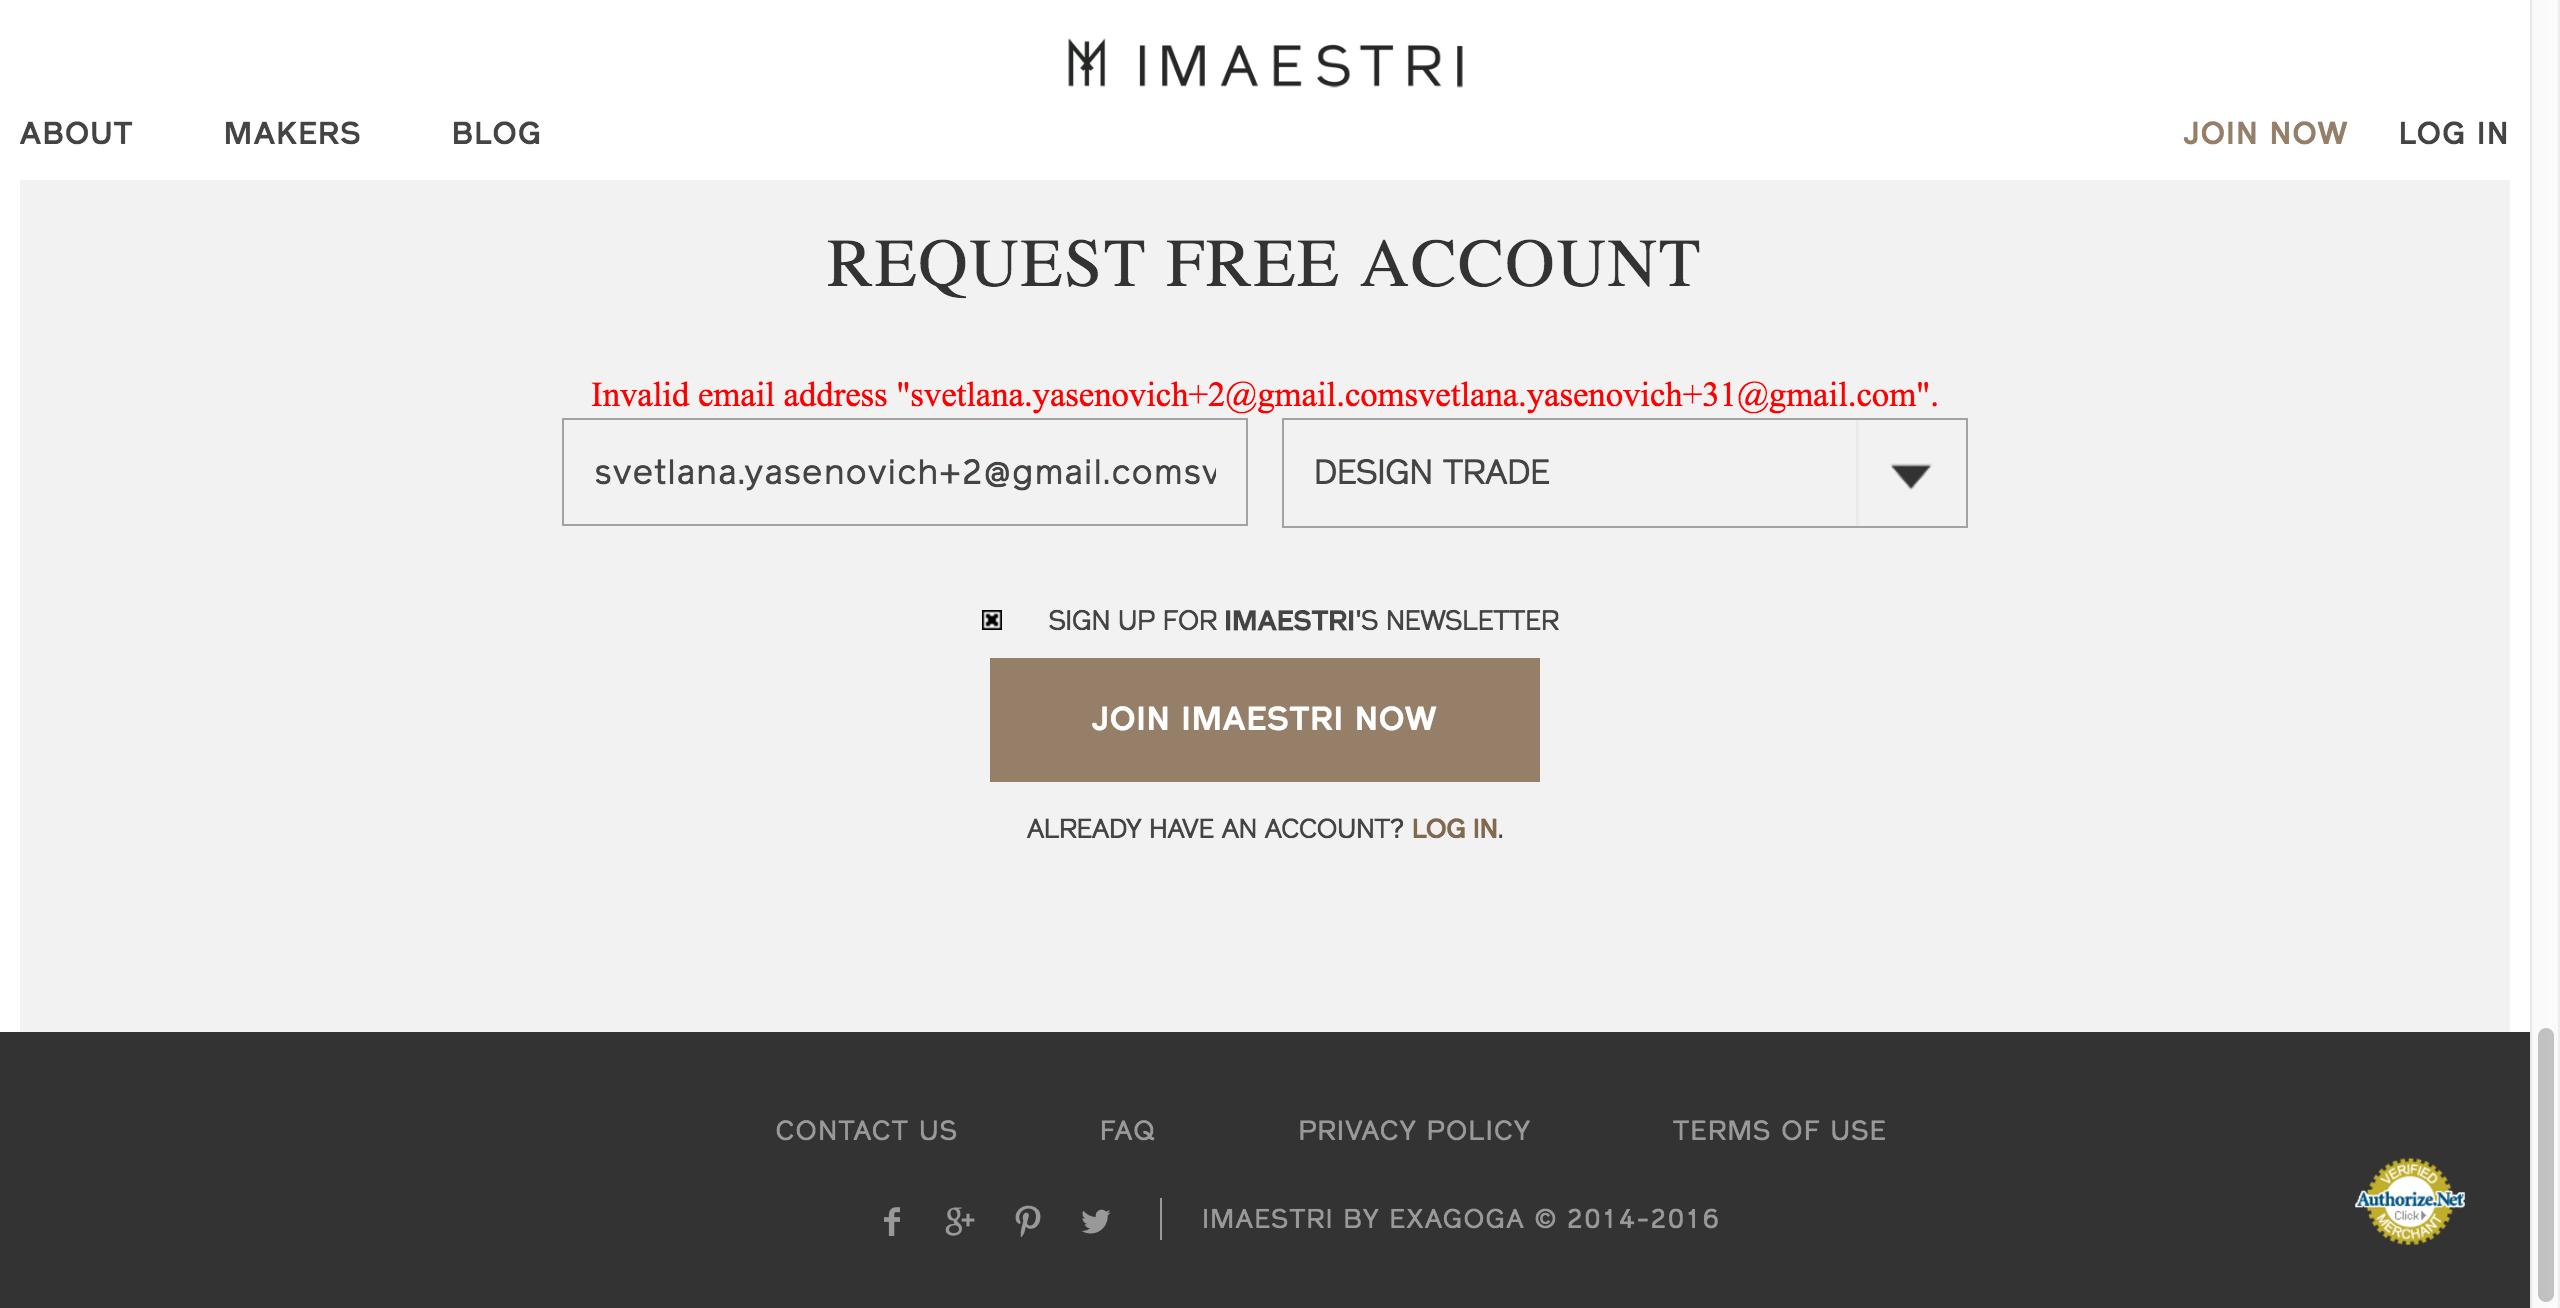 IMAESTRI
ABOUT MAKERS BLOG JOIN NOW LOG IN
REQUEST FREE ACCOUNT
Invalid email address "svetlana.yasenovich+2@gmail.comsvetlana.yasenovich+31@gmail.com".
svetlana.yasenovich+2@gmail.comsv DESIGN TRADE
SIGN UP FOR IMAESTRI'S NEWSLETTER
JOIN IMAESTRI NOW
ALREADY HAVE AN ACCOUNT? LOG IN.
CONTACT US FAQ PRIVACY POLICY TERMS OF USE
IMAESTRI BY EXAGOGA © 2014-2016
VERIFIED
Authorize.Net
Click
MERCHANT